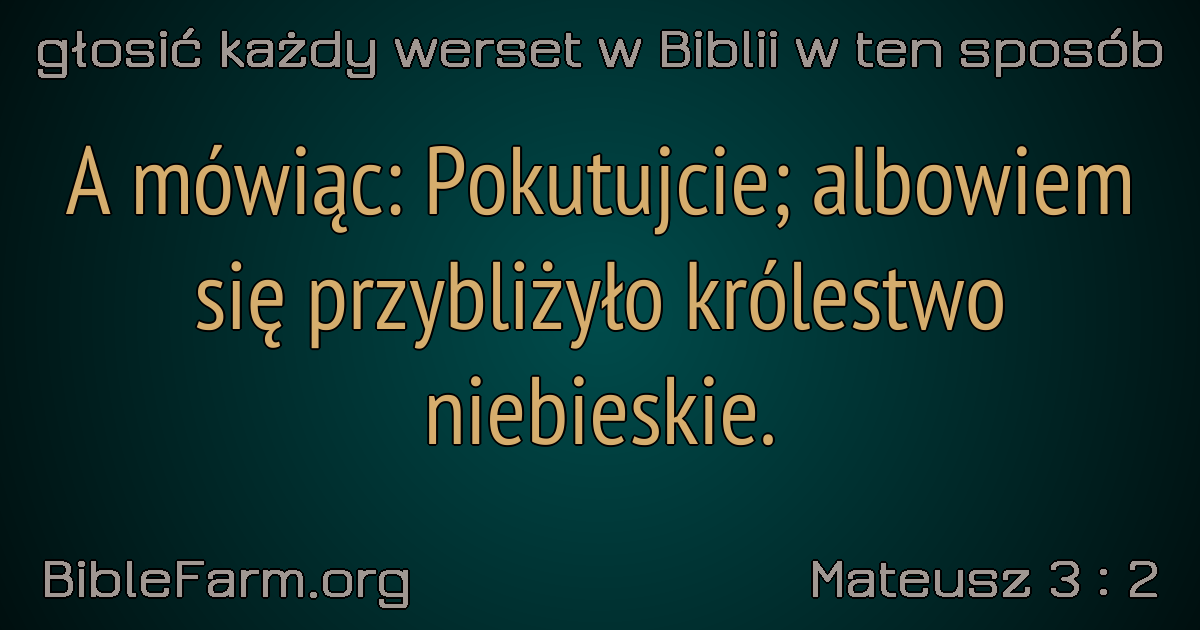 głosić każdy werset w Biblii w ten sposób
A mówiąc: Pokutujcie; albowiem
się przybliżyło królestwo
niebieskie.
BibleFarm.org
Mateusz 3 : 2